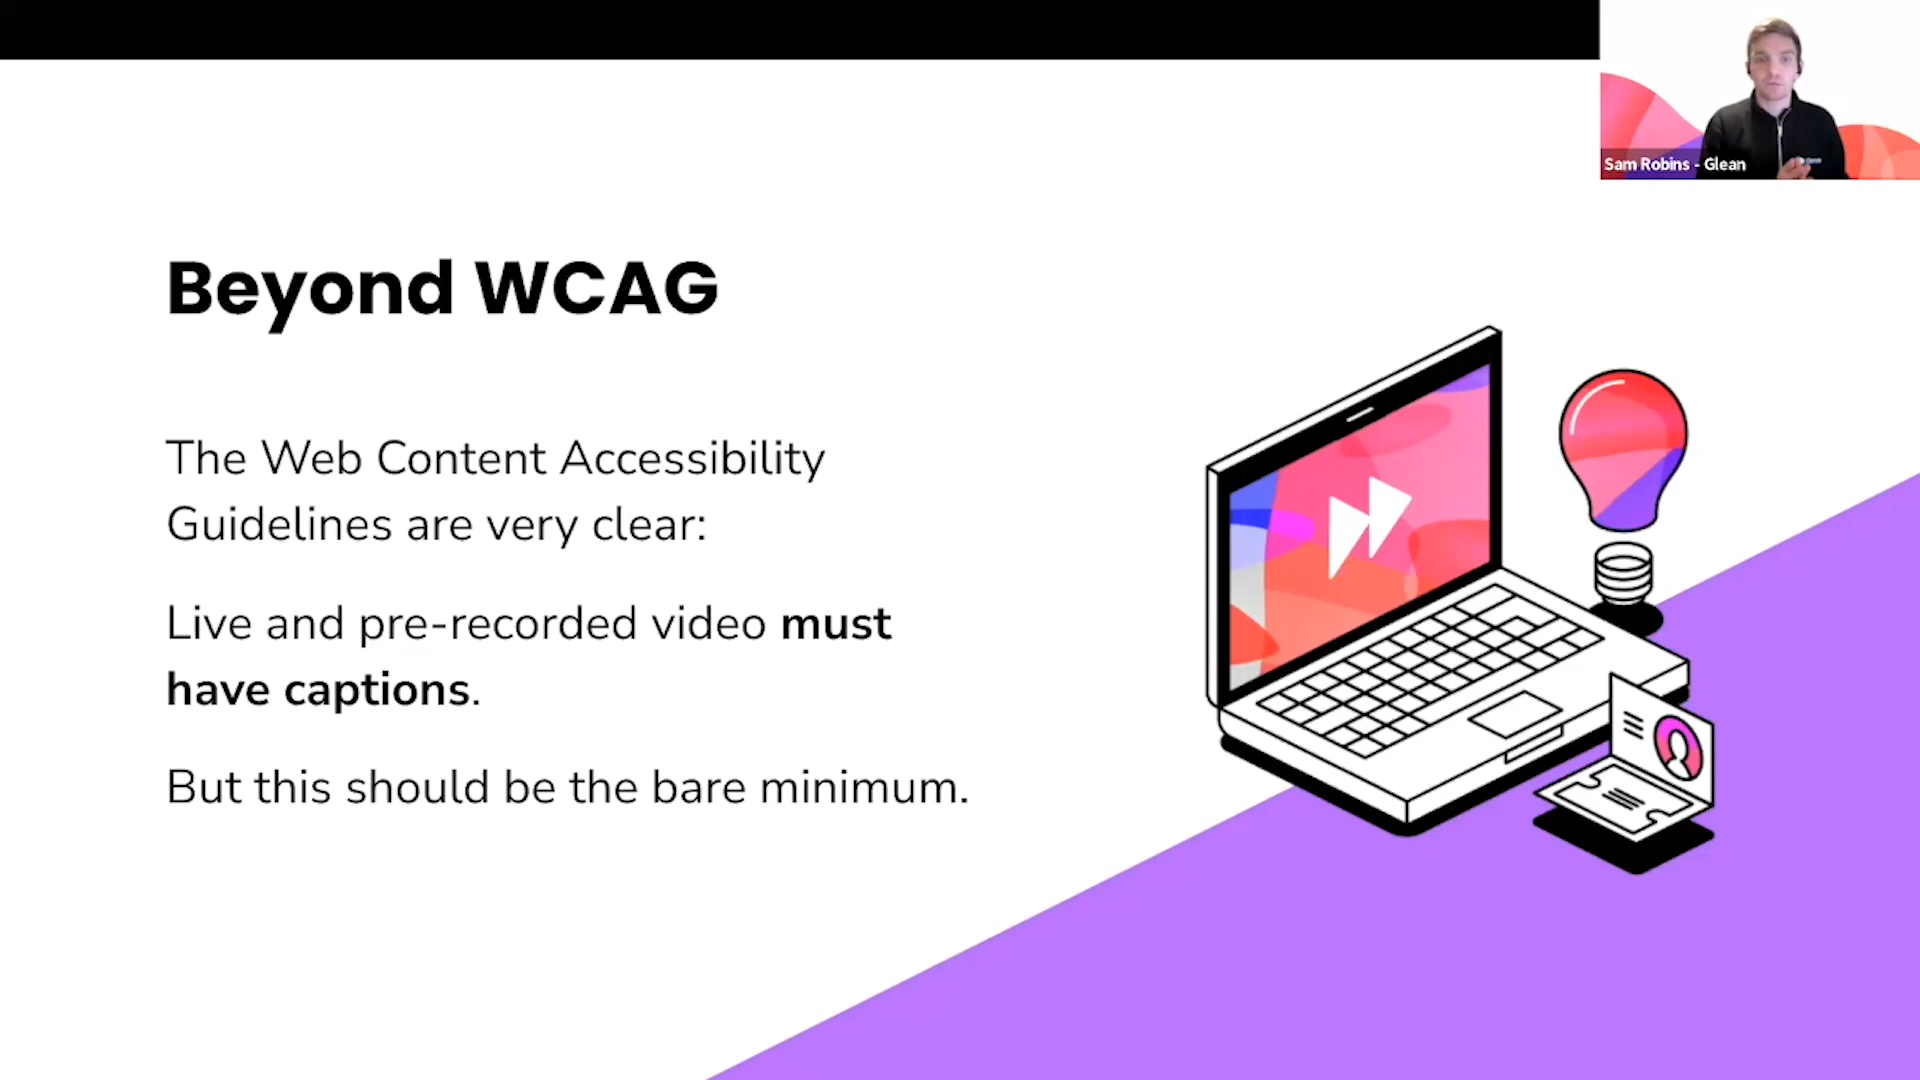 Sam Robins - Glean
Beyond WCAG
The Web Content Accessibility
Guidelines are very clear:
Live and pre-recorded video must
have captions.
But this should be the bare minimum.